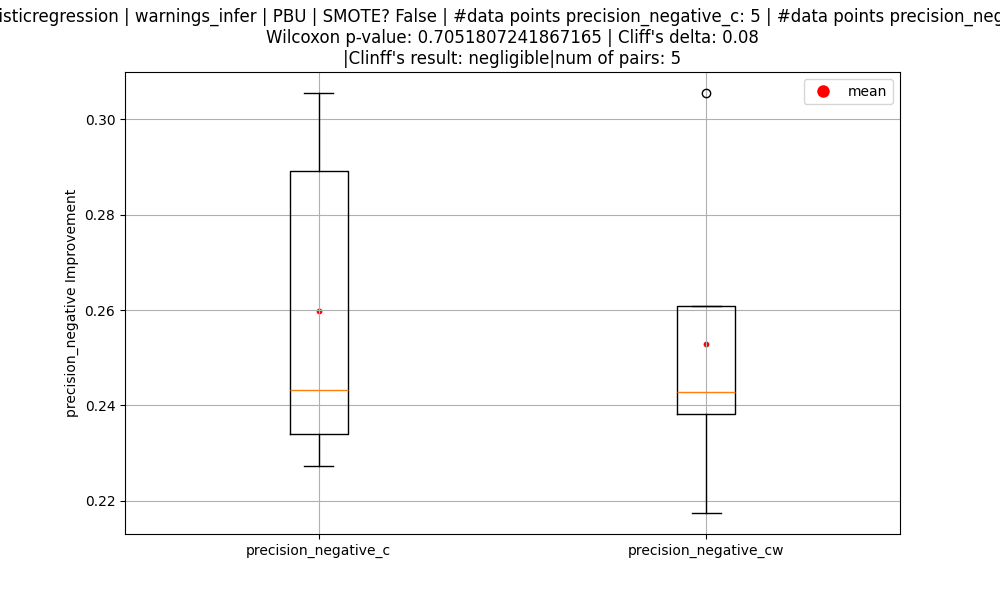 | warnings_infer | PBU | SMOTE? False | #data points precision_negative_c: 5 | #data points
Wilcoxon p-value: 0.7051807241867165 | Cliff's delta: 0.08
|Clinff's result: negligible|num of pairs: 5
mean
precision_negative Improvement
0.30
0.28
0.26
0.24
0.22
precision_negative_c
precision_negative_cw